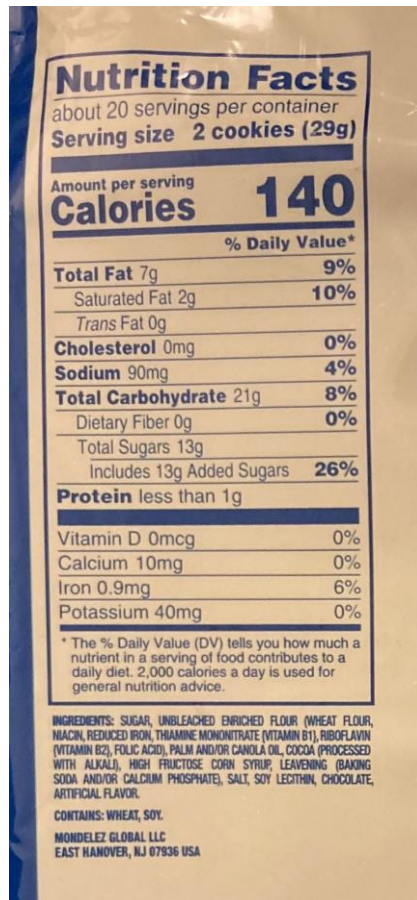 Nutrition Facts
about 20 servings per container
Serving size 2 cookies (29g)
Amount per serving
Calories 140
% Daily Value*
Total Fat 7g 9%
Saturated Fat 2g 10%
Trans Fat 0g
Cholesterol 0mg 0%
Sodium 90mg 4%
Total Carbohydrate 21g 8%
Dietary Fiber 0g 0%
Total Sugars 13g
Includes 13g Added Sugars 26%
Protein less than 1g
Vitamin D 0mcg 0%
Calcium 10mg 0%
Iron 0.9mg 6%
Potassium 40mg 0%
* The % Daily Value (DV) tells you how much a
nutrient in a serving of food contributes to a
daily diet. 2,000 calories a day is used for
general nutrition advice.
INGREDIENTS: SUGAR, UNBLEACHED ENRICHED FLOUR (WHEAT FLOUR,
NIACIN, REDUCED IRON, THIAMINE MONONITRATE [VITAMIN B1], RIBOFLAVIN
[VITAMIN B2], FOLIC ACID), PALM AND/OR CANOLA OIL, COCOA (PROCESSED
WITH ALKALI), HIGH FRUCTOSE CORN SYRUP, LEAVENING (BAKING
SODA AND/OR CALCIUM PHOSPHATE), SALT, SOY LECITHIN, CHOCOLATE,
ARTIFICIAL FLAVOR.
CONTAINS: WHEAT, SOY.
MONDELEZ GLOBAL LLC
EAST HANOVER, NJ 07936 USA